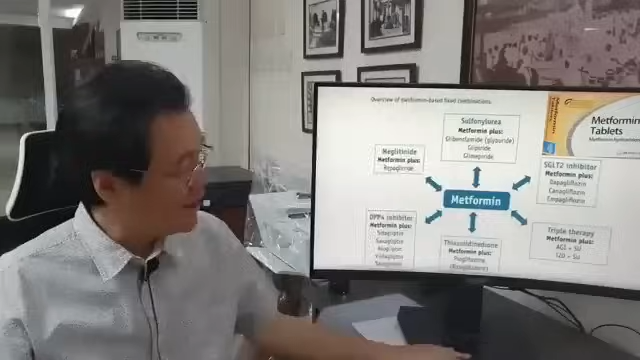 Overview of metformin-based fixed combinations.
Sulfonylurea
Metformin plus:
Glibenclamide (glyburide)
Glipizide
Glimepiride
Meglitinide
Metformin plus:
Repaglinide
SGLT2 inhibitor
Metformin plus:
Dapagliflozin
Canagliflozin
Empagliflozin
Metformin
DPP4 inhibitor
Metformin plus:
Sitagliptin
Saxagliptin
Alogliptin
Vildagliptin
Thiazolidinedione
Metformin plus:
Pioglitazone
(Rosiglitazone)
Triple therapy
Metformin plus:
AGI + SU
TZD + SU
Metformin
Tablets
Metformin Hydrochloride